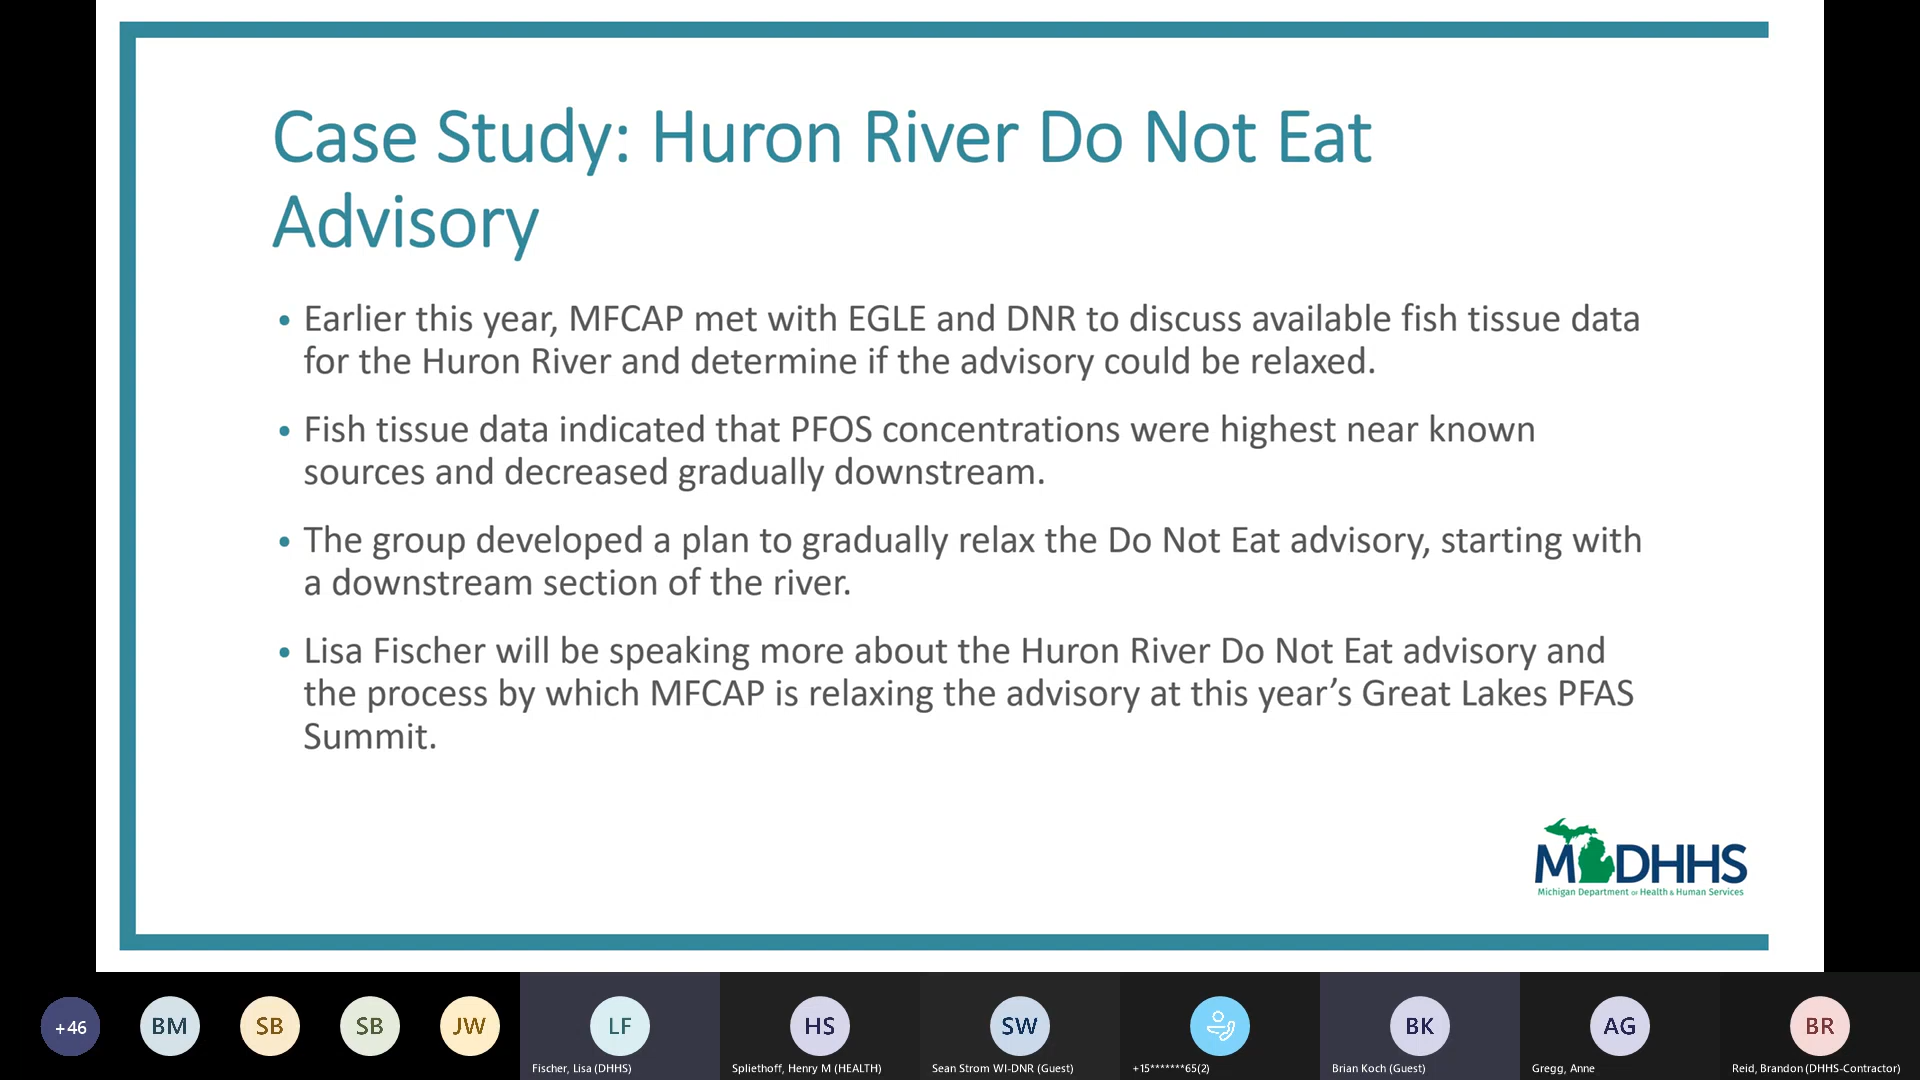 Case Study: Huron River Do Not Eat
Advisory
• Earlier this year, MFCAP met with EGLE and DNR to discuss available fish tissue data
for the Huron River and determine if the advisory could be relaxed.
• Fish tissue data indicated that PFOS concentrations were highest near known
sources and decreased gradually downstream.
• The group developed a plan to gradually relax the Do Not Eat advisory, starting with
a downstream section of the river.
• Lisa Fischer will be speaking more about the Huron River Do Not Eat advisory and
the process by which MFCAP is relaxing the advisory at this year’s Great Lakes PFAS
Summit.
MDHHS
Michigan Department of Health & Human Services
+46 BM SB SB JW LF HS SW BK AG BR
Fischer, Lisa (DHHS) Spliethoff, Henry M (HEALTH) Sean Strom WI-DNR (Guest) +15*******65(2) Brian Koch (Guest) Gregg, Anne Reid, Brandon (DHHS-Contractor)